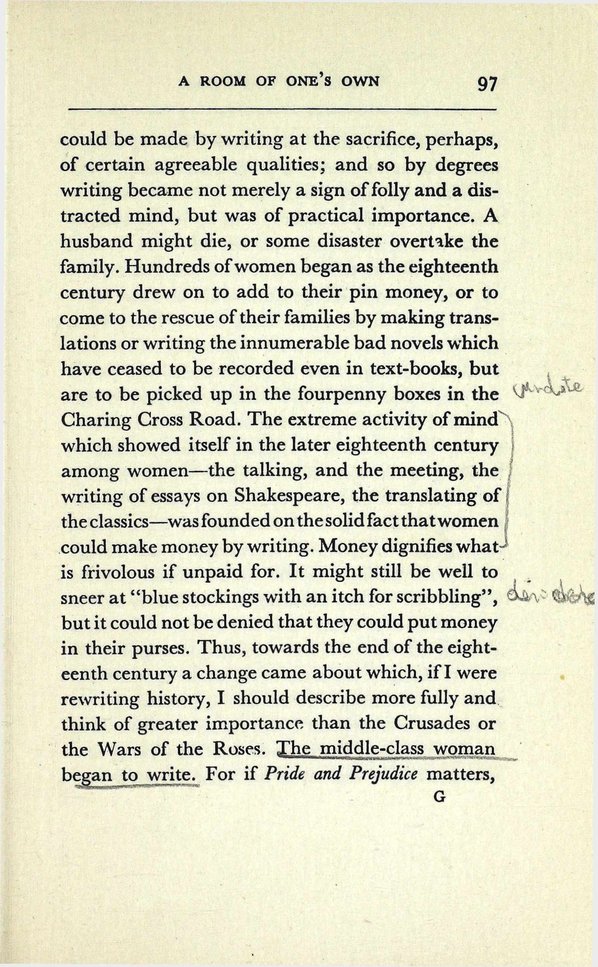 A ROOM OF ONE'S OWN 97
could be made by writing at the sacrifice, perhaps,
of certain agreeable qualities; and so by degrees
writing became not merely a sign of folly and a dis-
tracted mind, but was of practical importance. A
husband might die, or some disaster overtake the
family. Hundreds of women began as the eighteenth
century drew on to add to their pin money, or to
come to the rescue of their families by making trans-
lations or writing the innumerable bad novels which
have ceased to be recorded even in text-books, but
are to be picked up in the fourpenny boxes in the
Charing Cross Road. The extreme activity of mind
which showed itself in the later eighteenth century
among women—the talking, and the meeting, the
writing of essays on Shakespeare, the translating of
the classics—was founded on the solid fact that women
could make money by writing. Money dignifies what
is frivolous if unpaid for. It might still be well to
sneer at "blue stockings with an itch for scribbling",
but it could not be denied that they could put money
in their purses. Thus, towards the end of the eight-
eenth century a change came about which, if I were
rewriting history, I should describe more fully and
think of greater importance than the Crusades or
the Wars of the Roses. The middle-class woman
began to write. For if Pride and Prejudice matters,
G